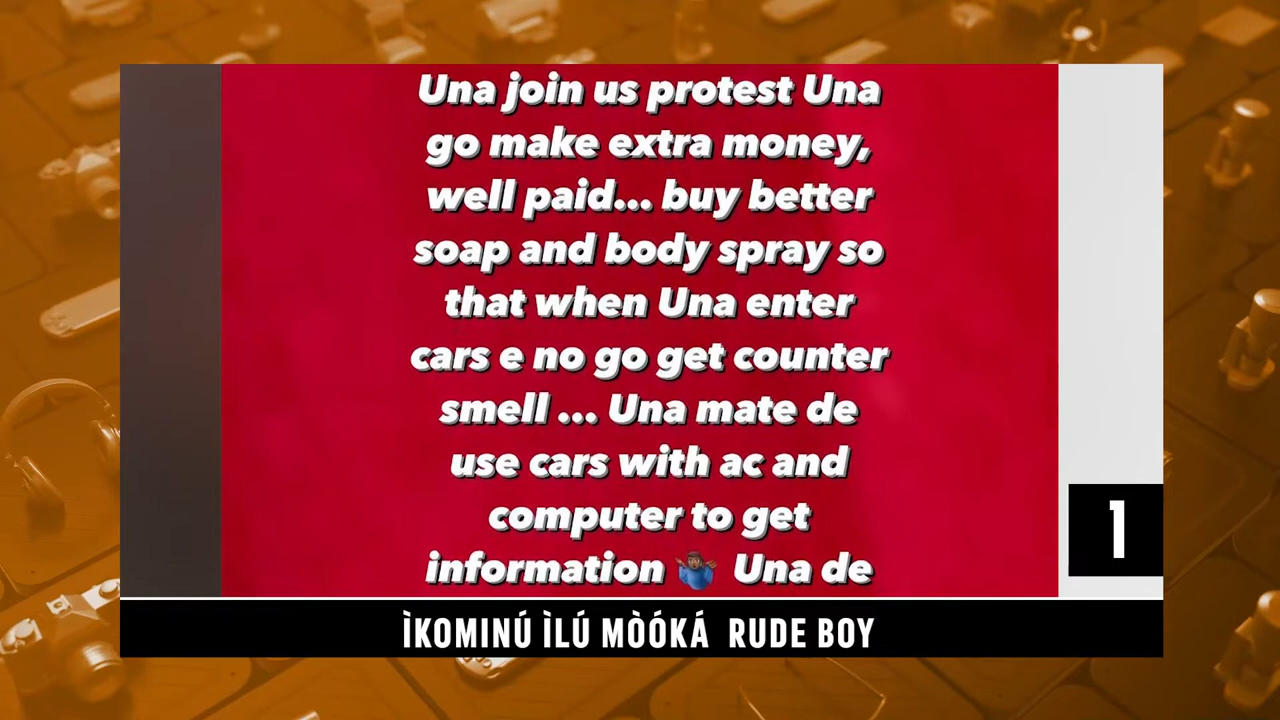 Una join us protest Una
go make extra money,
well paid... buy better
soap and body spray so
that when Una enter
cars e no go get counter
smell ... Una mate de
use cars with ac and
computer to get
information 🤷🏾‍♂️ Una de
1
ÌKOMINÚ ÌLÚ MÒÓKÁ RUDE BOY